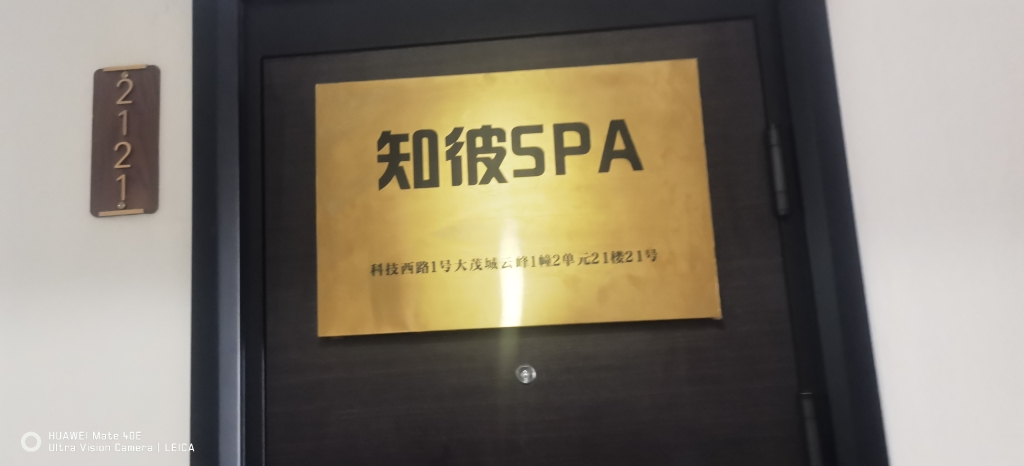 2121
知彼SPA
科技西路1号大茂城云峰1幢2单元21楼21号
HUAWEI Mate 40E
Ultra Vision Camera | LEICA